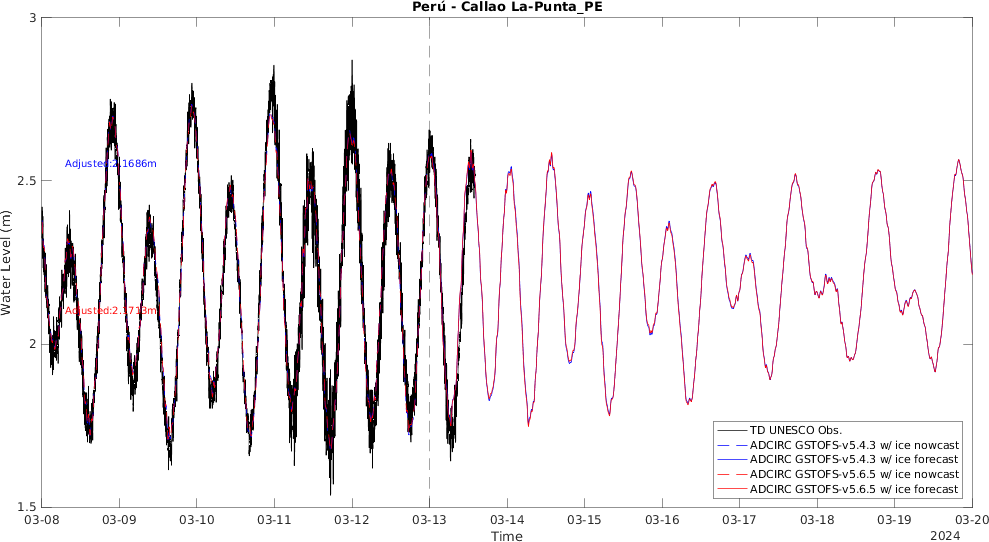 Perú - Callao La-Punta_PE
3
2.5
2
1.5
Water Level (m)
Adjusted:2.1686m
Adjusted:2.1713m
TD UNESCO Obs.
ADCIRC GSTOFS-v5.4.3 w/ ice nowcast
ADCIRC GSTOFS-v5.4.3 w/ ice forecast
ADCIRC GSTOFS-v5.6.5 w/ ice nowcast
ADCIRC GSTOFS-v5.6.5 w/ ice forecast
03-08 03-09 03-10 03-11 03-12 03-13 03-14 03-15 03-16 03-17 03-18 03-19 03-20
Time
2024